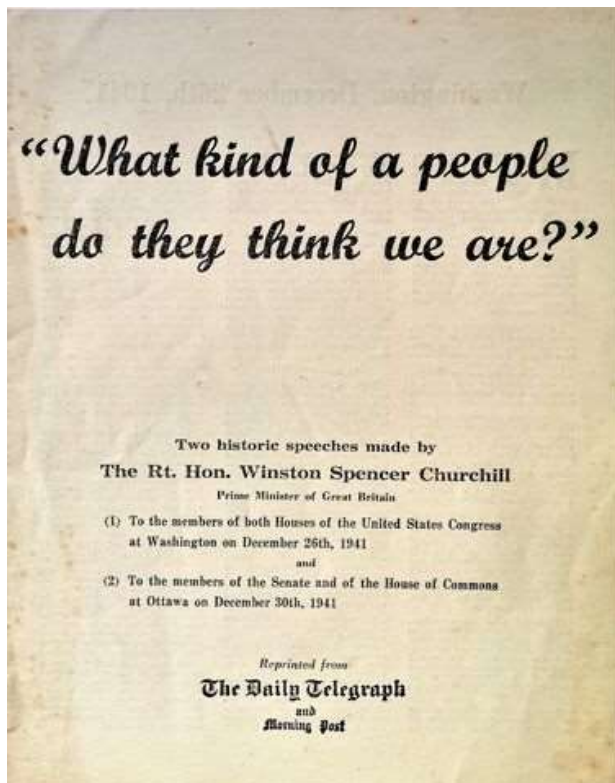 “What kind of a people
do they think we are?”
Two historic speeches made by
The Rt. Hon. Winston Spencer Churchill
Prime Minister of Great Britain
(1) To the members of both Houses of the United States Congress
at Washington on December 26th, 1941
and
(2) To the members of the Senate and of the House of Commons
at Ottawa on December 30th, 1941
Reprinted from
The Daily Telegraph
and
Morning Post